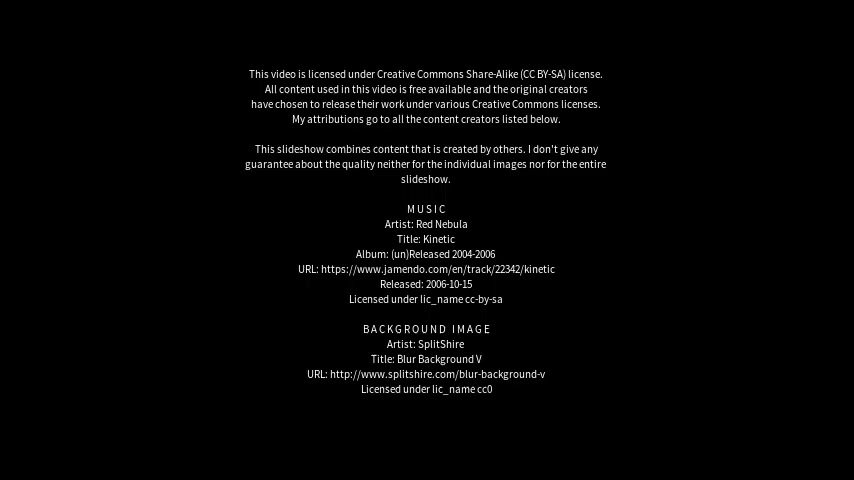 This video is licensed under Creative Commons Share-Alike (CC BY-SA) license.
All content used in this video is free available and the original creators
have chosen to release their work under various Creative Commons licenses.
My attributions go to all the content creators listed below.
This slideshow combines content that is created by others. I don't give any
guarantee about the quality neither for the individual images nor for the entire
slideshow.
MUSIC
Artist: Red Nebula
Title: Kinetic
Album: (un)Released 2004-2006
URL: https://www.jamendo.com/en/track/22342/kinetic
Released: 2006-10-15
Licensed under lic_name cc-by-sa
BACKGROUND IMAGE
Artist: SplitShire
Title: Blur Background V
URL: http://www.splitshire.com/blur-background-v
Licensed under lic_name cc0